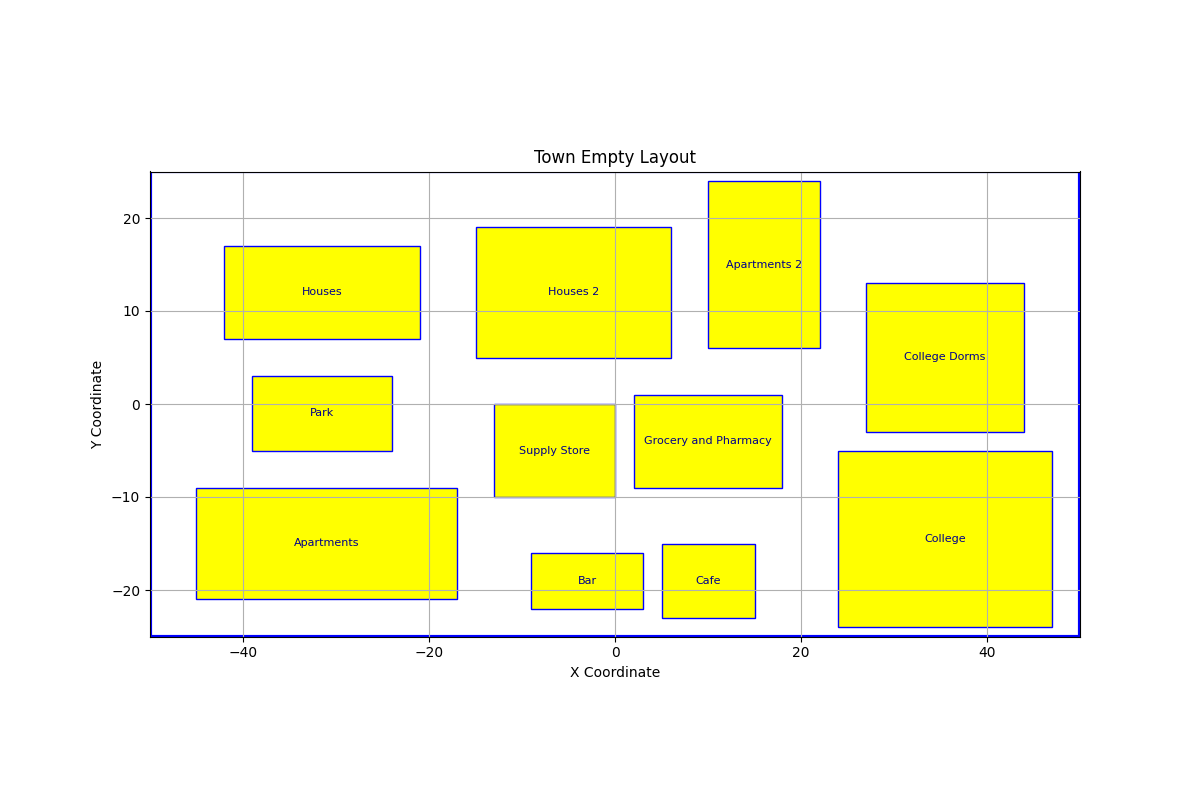 Town Empty Layout
Y Coordinate
20
10
0
−10
−20
Apartments 2
Houses
Houses 2
College Dorms
Park
Grocery and Pharmacy
Supply Store
College
Apartments
Bar
Cafe
−40
−20
0
20
40
X Coordinate